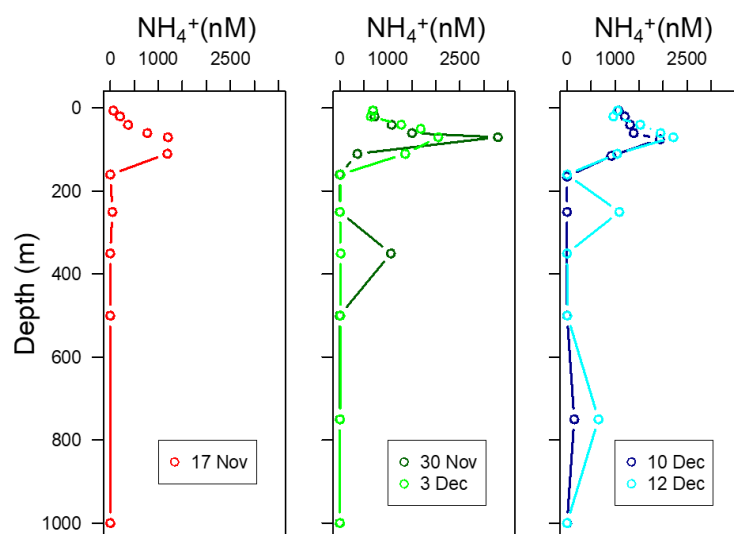 NH₄⁺(nM) NH₄⁺(nM) NH₄⁺(nM)
0 1000 2500 0 1000 2500 0 1000 2500
0
200
400
600
800
1000
Depth (m)
17 Nov
30 Nov
3 Dec
10 Dec
12 Dec